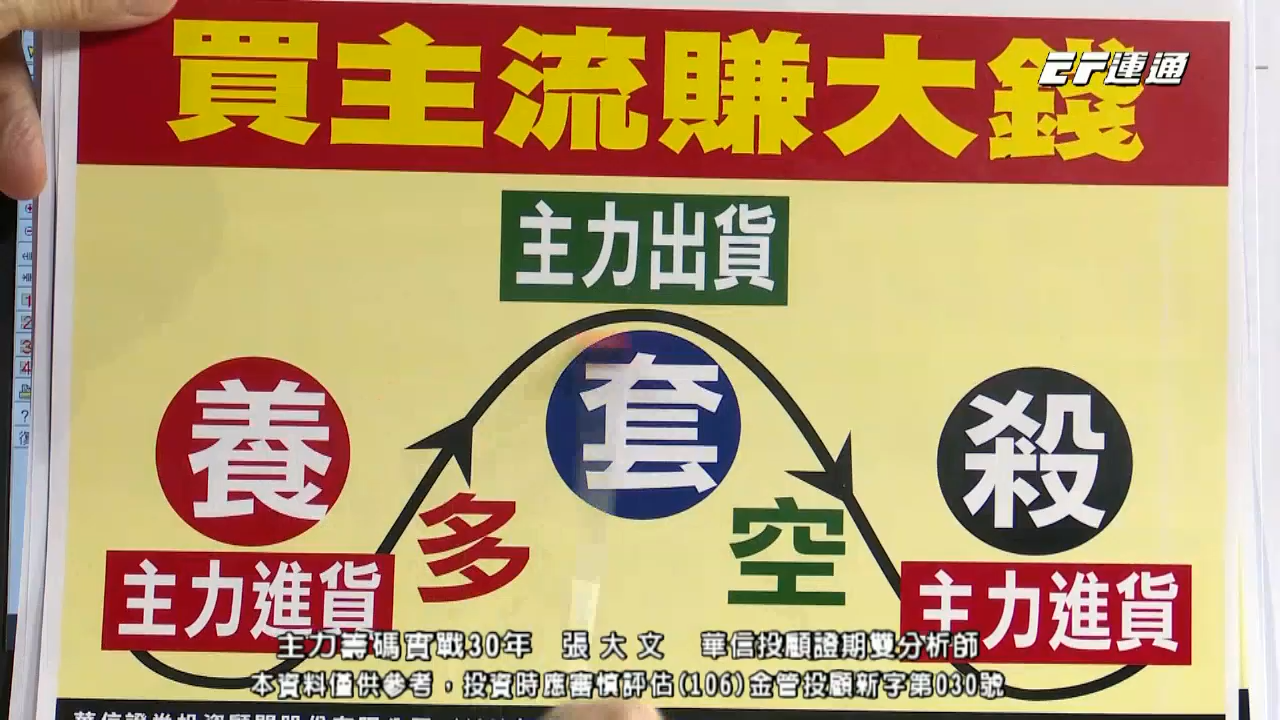 買主流賺大錢
EF運通
主力出貨
套
養
殺
多
空
主力進貨
主力進貨
主力籌碼實戰30年 張大文 華信投顧證期雙分析師
本資料僅供參考，投資時應審慎評估(106)金管投顧新字第030號